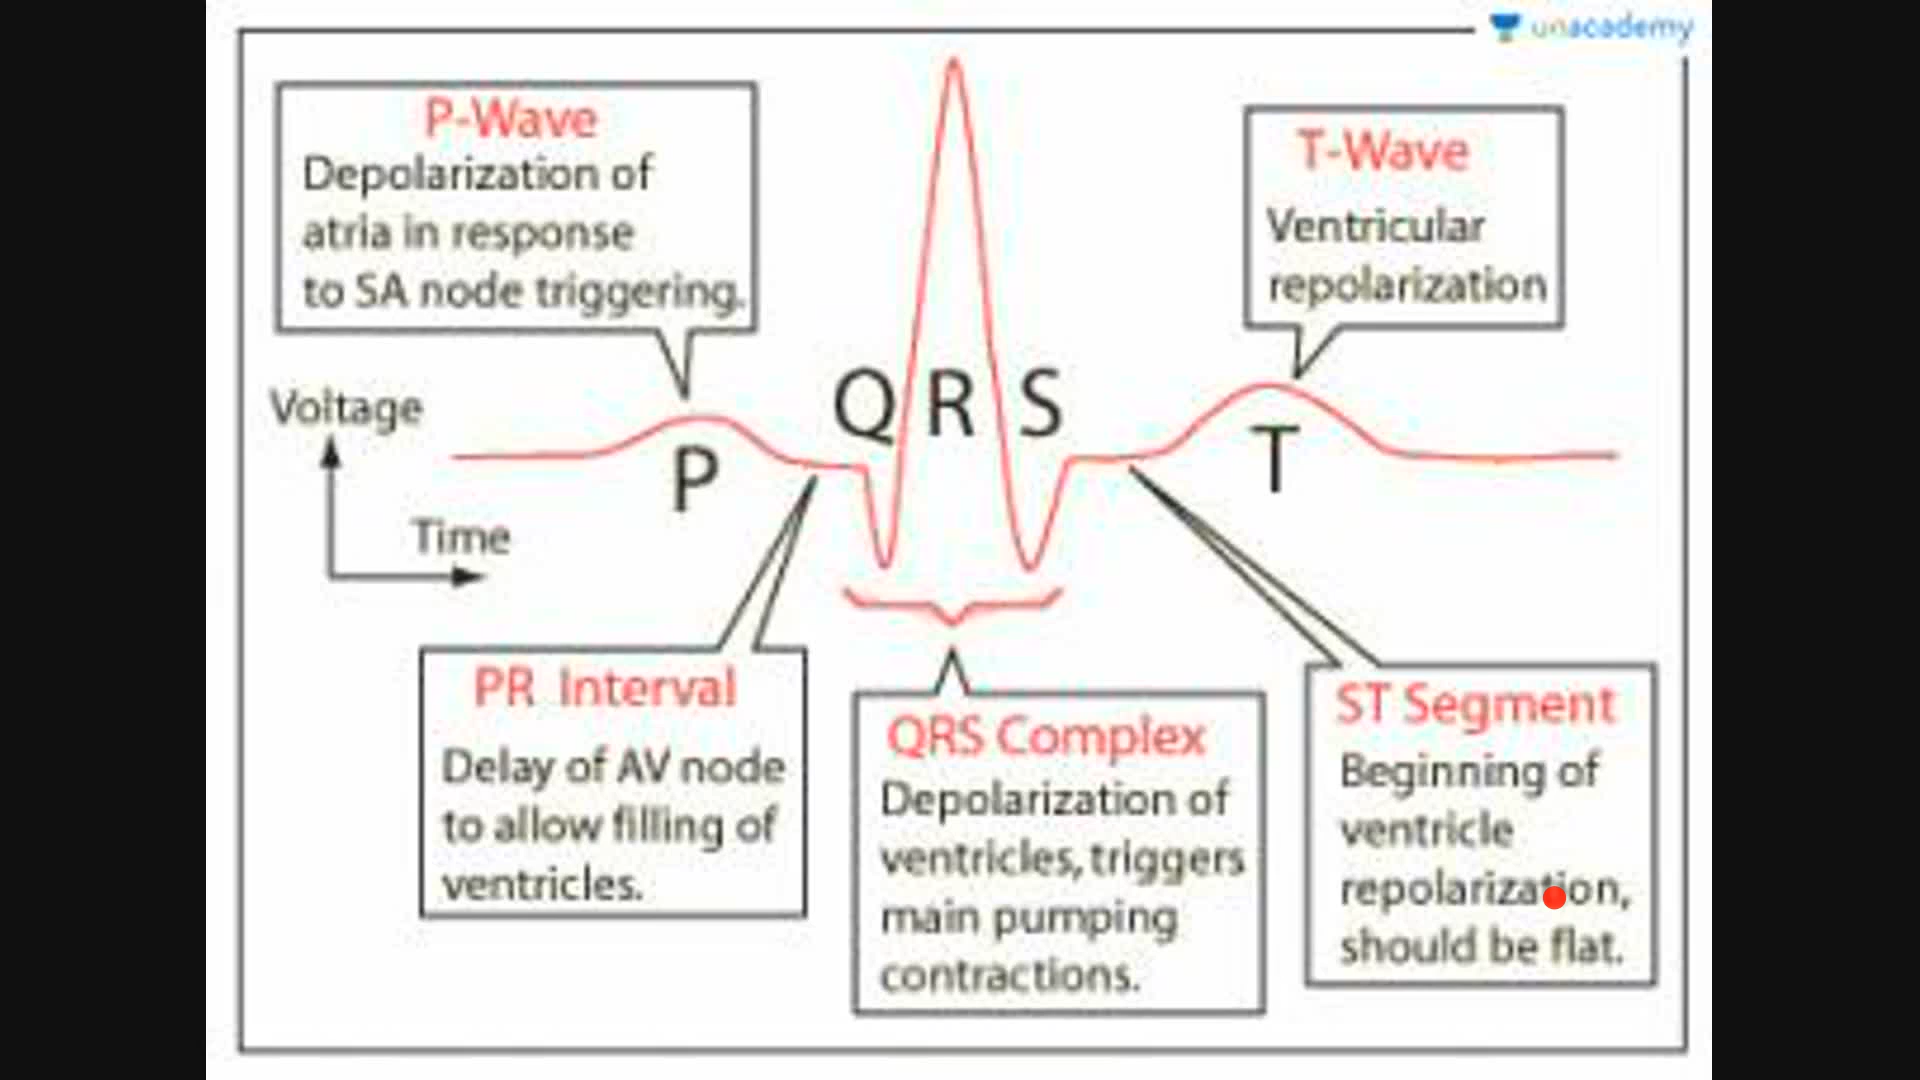 unacademy
P-Wave
Depolarization of
atria in response
to SA node triggering.
T-Wave
Ventricular
repolarization
Q R S
Voltage
P
T
Time
PR Interval
Delay of AV node
to allow filling of
ventricles.
QRS Complex
Depolarization of
ventricles, triggers
main pumping
contractions.
ST Segment
Beginning of
ventricle
repolarization,
should be flat.